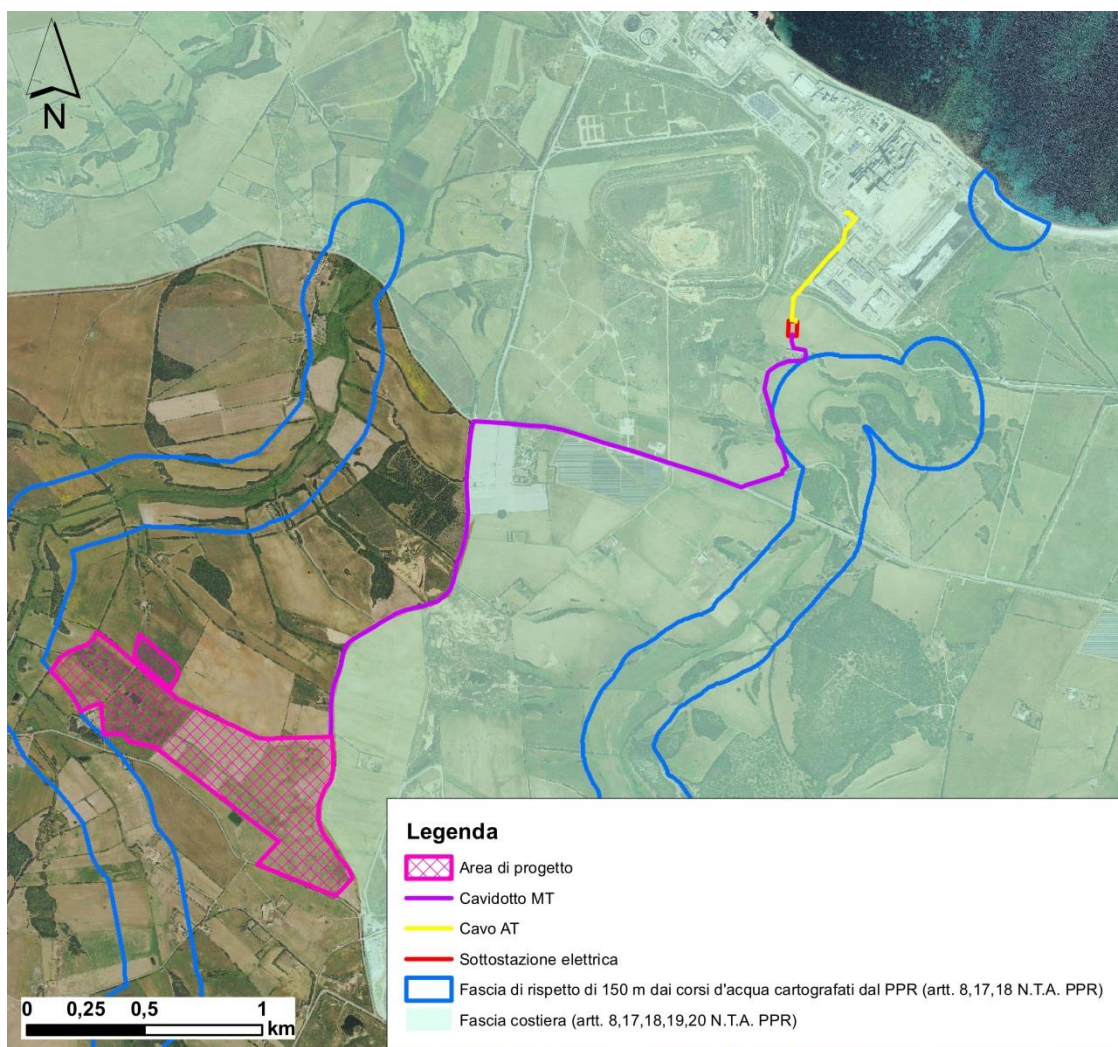 N
Legenda
Area di progetto
Cavidotto MT
Cavo AT
Sottostazione elettrica
Fascia di rispetto di 150 m dai corsi d'acqua cartografati dal PPR (artt. 8,17,18 N.T.A. PPR)
Fascia costiera (artt. 8,17,18,19,20 N.T.A. PPR)
0 0,25 0,5 1
km